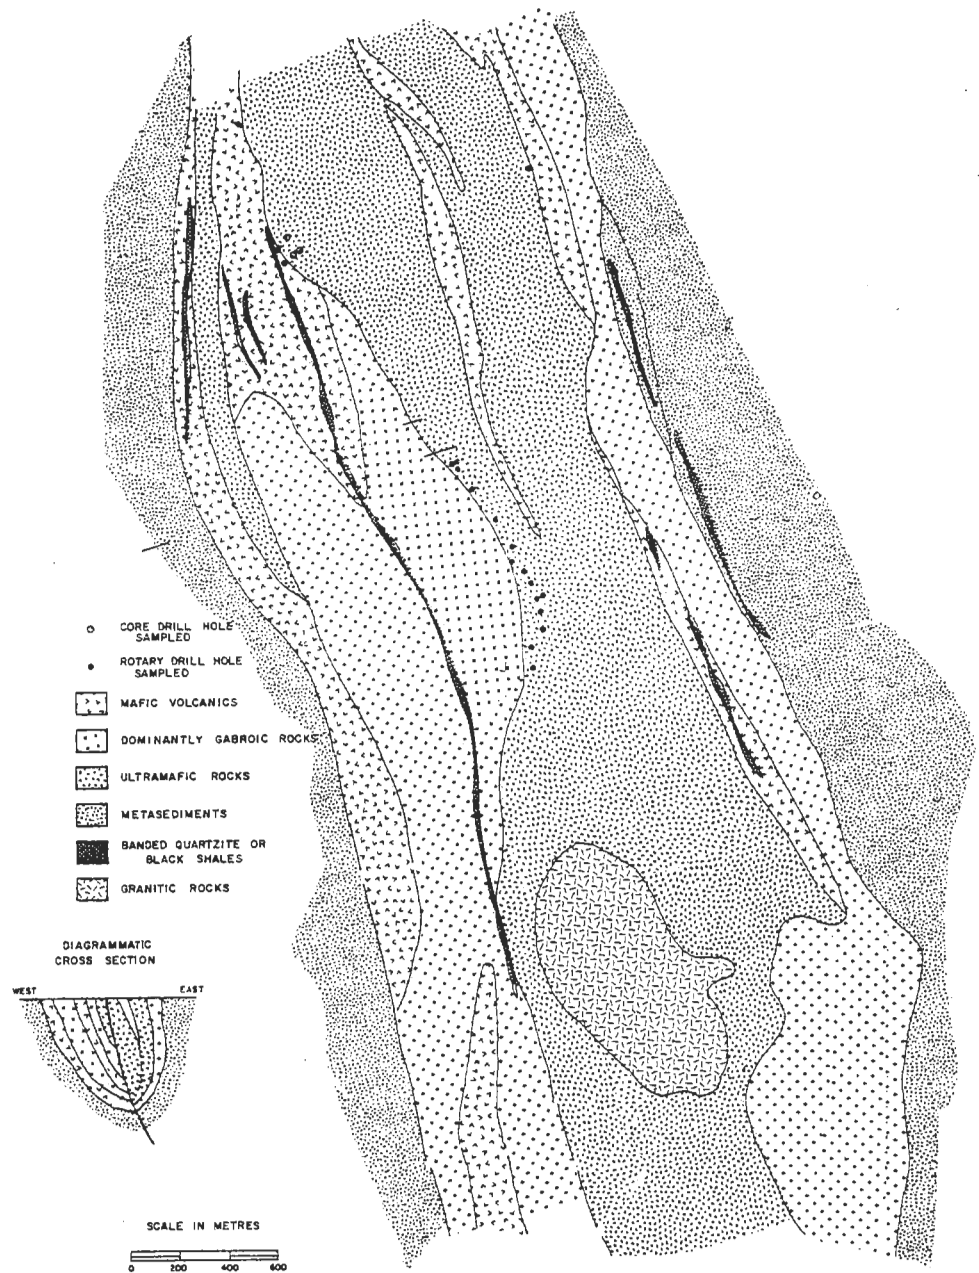 CORE DRILL HOLE
SAMPLED
ROTARY DRILL HOLE
SAMPLED
MAFIC VOLCANICS
DOMINANTLY GABROIC ROCKS
ULTRAMAFIC ROCKS
METASEDIMENTS
BANDED QUARTZITE OR
BLACK SHALES
GRANITIC ROCKS
DIAGRAMMATIC
CROSS SECTION
WEST EAST
SCALE IN METRES
0 200 400 600